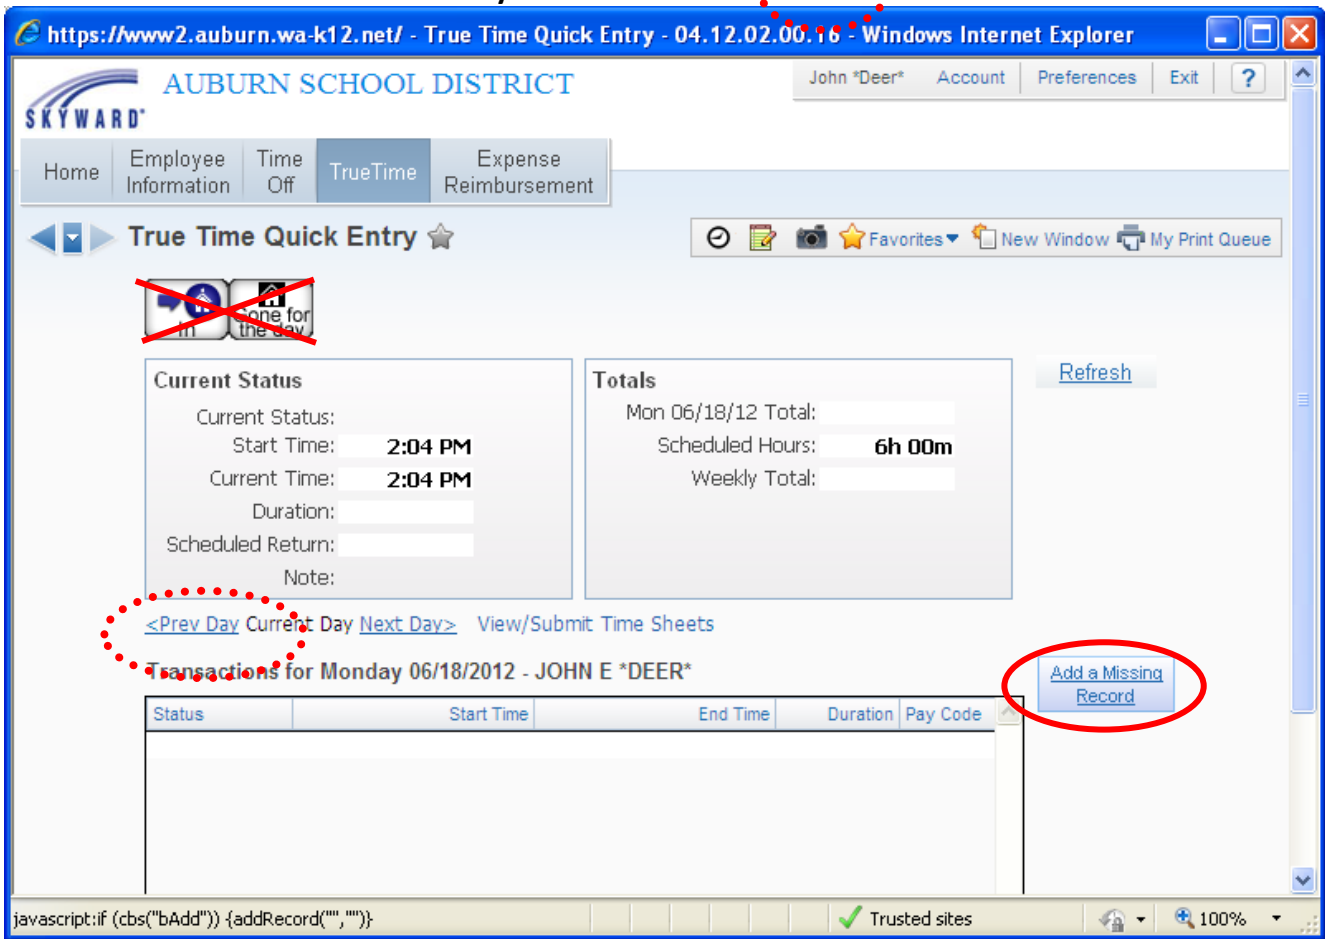 https://www2.auburn.wa-k12.net/ - True Time Quick Entry - 04.12.02.00.16 - Windows Internet Explorer
AUBURN SCHOOL DISTRICT
John *Deer* Account Preferences Exit ?
SKYWARD
Home Employee Information Time Off TrueTime Expense Reimbursement
True Time Quick Entry
Favorites New Window My Print Queue
In Gone for the day
Current Status
Current Status:
Start Time: 2:04 PM
Current Time: 2:04 PM
Duration:
Scheduled Return:
Note:
Totals
Mon 06/18/12 Total:
Scheduled Hours: 6h 00m
Weekly Total:
Refresh
<Prev Day Current Day Next Day> View/Submit Time Sheets
Transactions for Monday 06/18/2012 - JOHN E *DEER*
Add a Missing
Record
Status Start Time End Time Duration Pay Code
javascript:if (cbs("bAdd")) {addRecord("","")} Trusted sites 100%